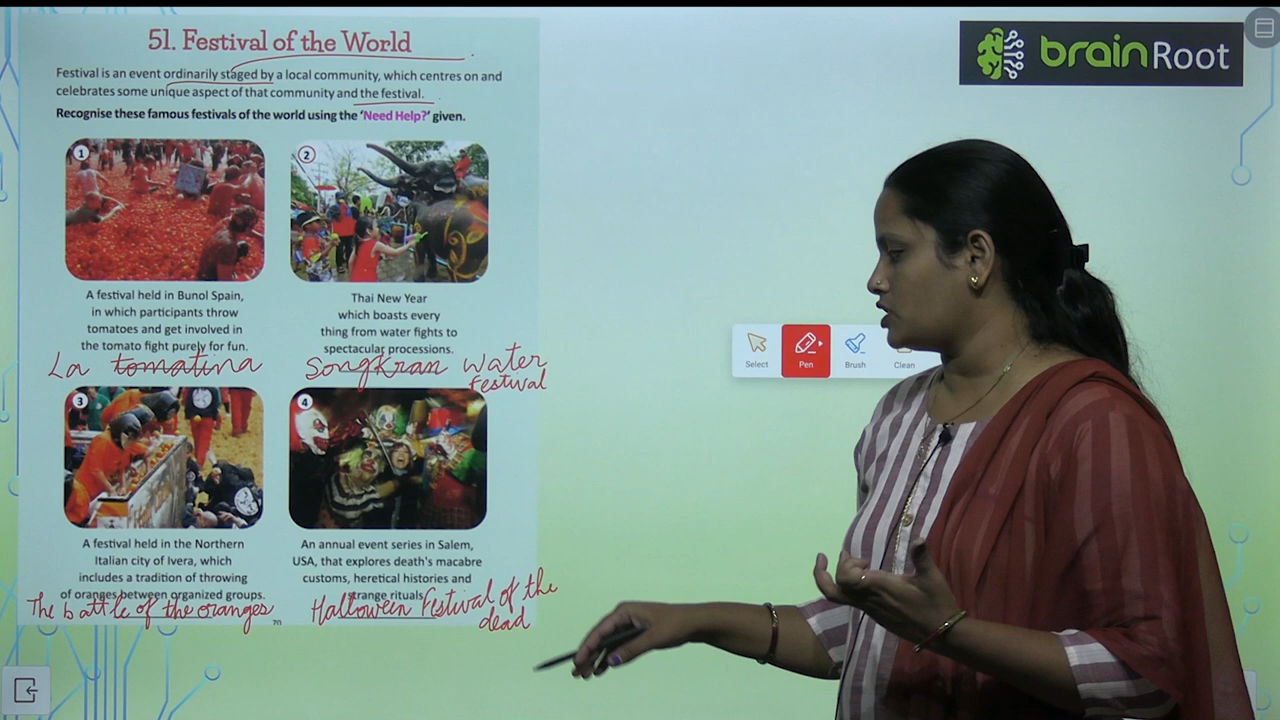 51. Festival of the World
Festival is an event ordinarily staged by a local community, which centres on and
celebrates some unique aspect of that community and the festival.
Recognise these famous festivals of the world using the 'Need Help?' given.
1
A festival held in Bunol Spain,
in which participants throw
tomatoes and get involved in
the tomato fight purely for fun.
La tomatina
2
Thai New Year
which boasts every
thing from water fights to
spectacular processions.
Songkran Water
festival
3
A festival held in the Northern
Italian city of Ivera, which
includes a tradition of throwing
of oranges between organized groups.
The battle of the oranges
4
An annual event series in Salem,
USA, that explores death's macabre
customs, heretical histories and
strange rituals
Halloween Festival of the
dead
70
brainRoot
Select
Pen
Brush
Clean